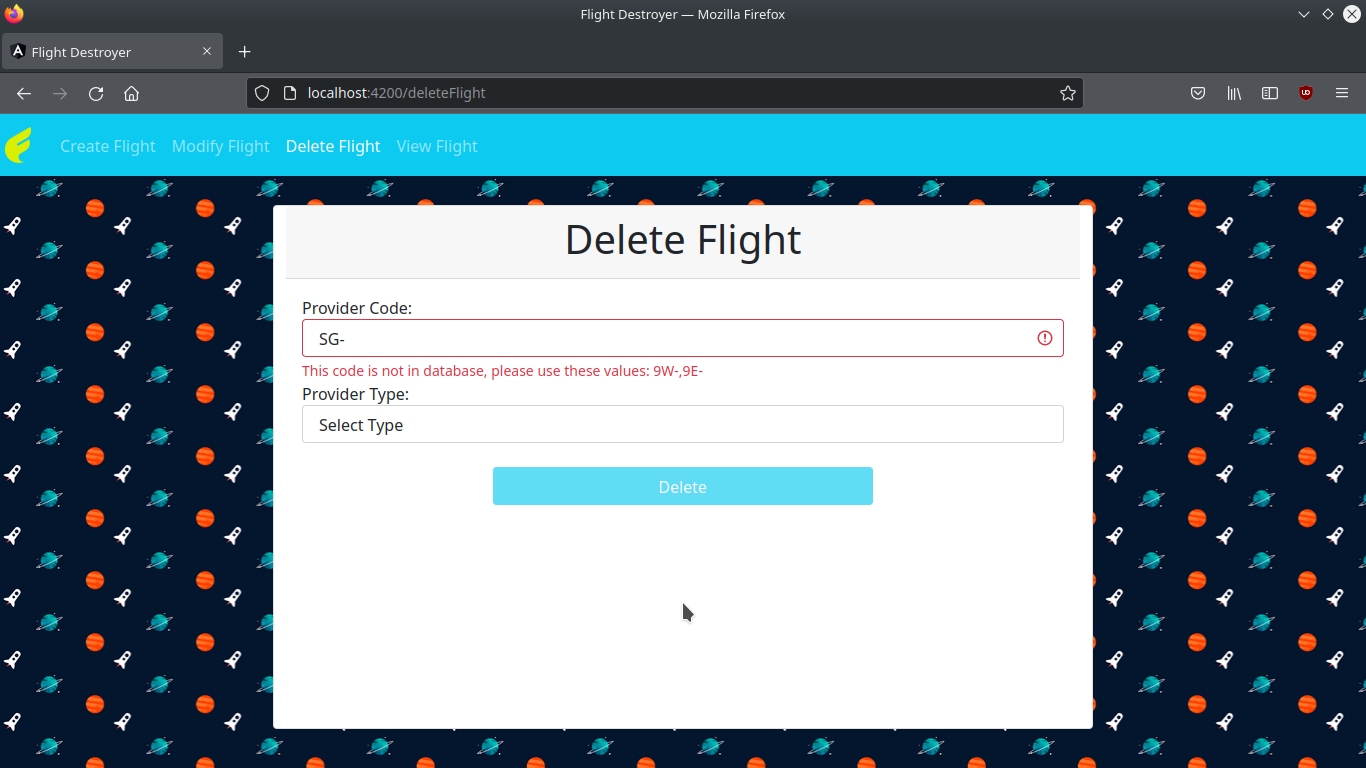 Flight Destroyer — Mozilla Firefox
Flight Destroyer
localhost:4200/deleteFlight
Create Flight Modify Flight Delete Flight View Flight
Delete Flight
Provider Code:
SG-
This code is not in database, please use these values: 9W-,9E-
Provider Type:
Select Type
Delete